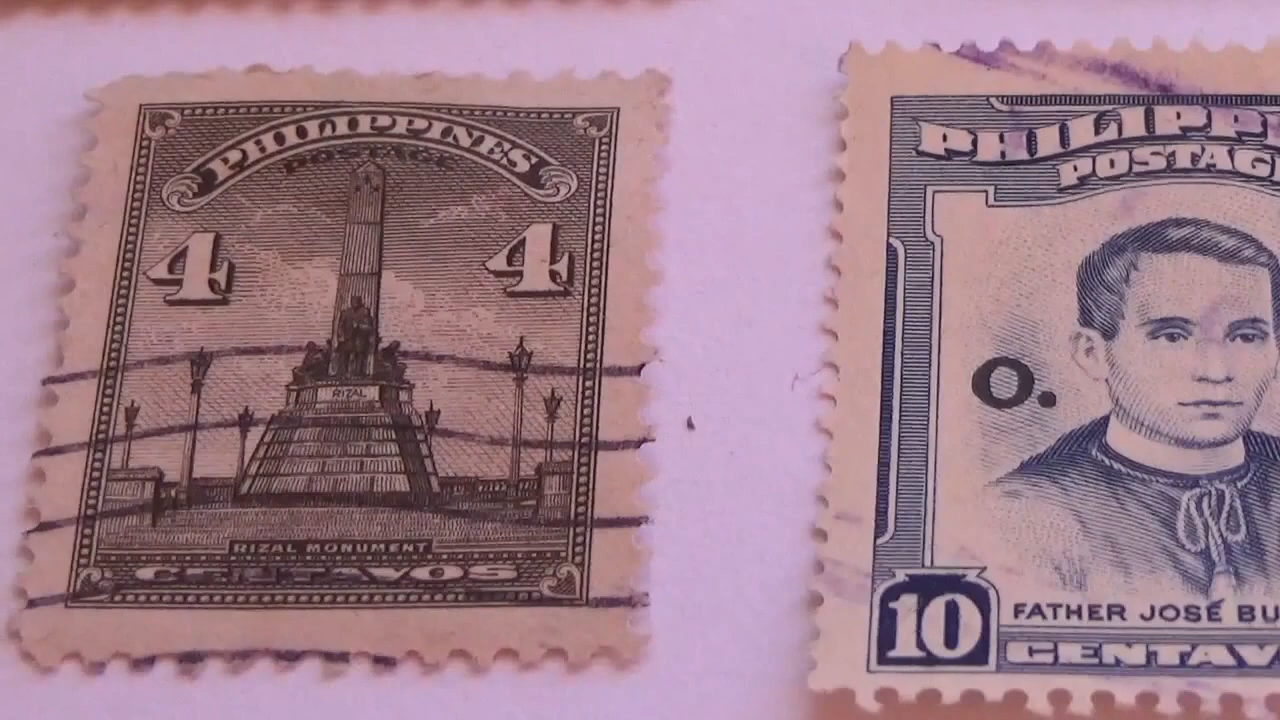 PHILIPPINES
POSTAGE
4 4
RIZAL
RIZAL MONUMENT
CENTAVOS
PHILIPP
POSTAG
O.
10
FATHER JOSÉ BU
CENTAV